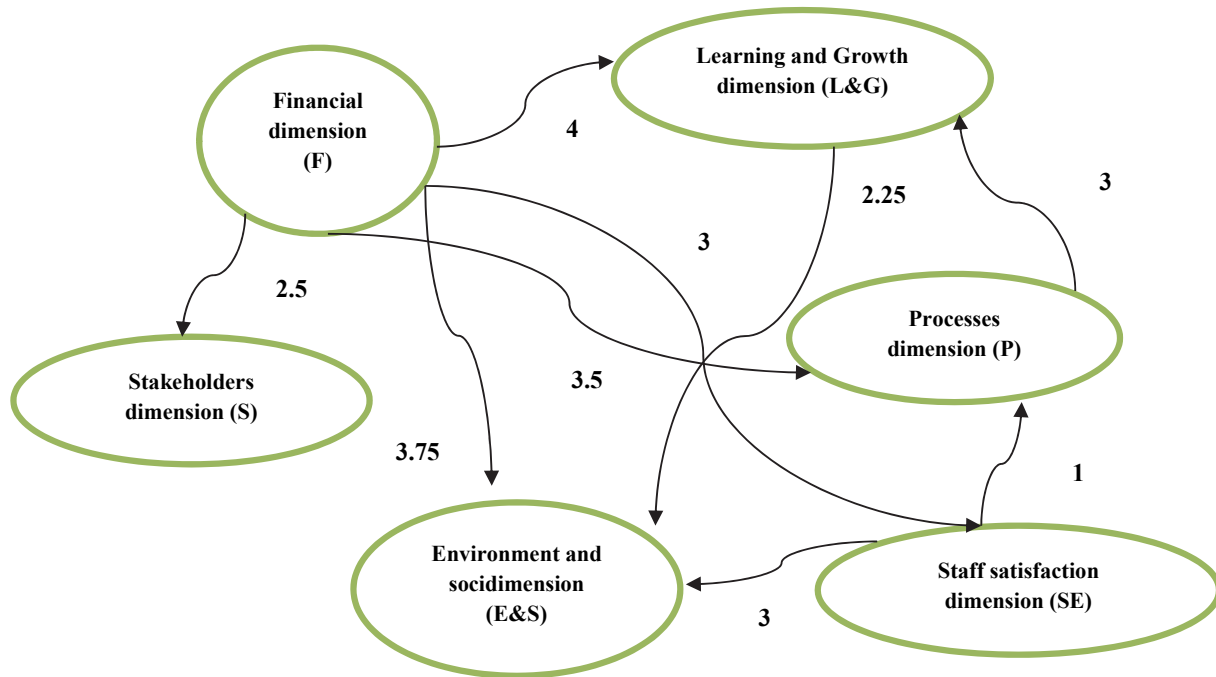 Learning and Growth
dimension (L&G)
Financial
dimension
(F)
4
2.25
3
3
2.5
Processes
dimension (P)
Stakeholders
dimension (S)
3.5
3.75
1
Environment and
socidimension
(E&S)
Staff satisfaction
dimension (SE)
3